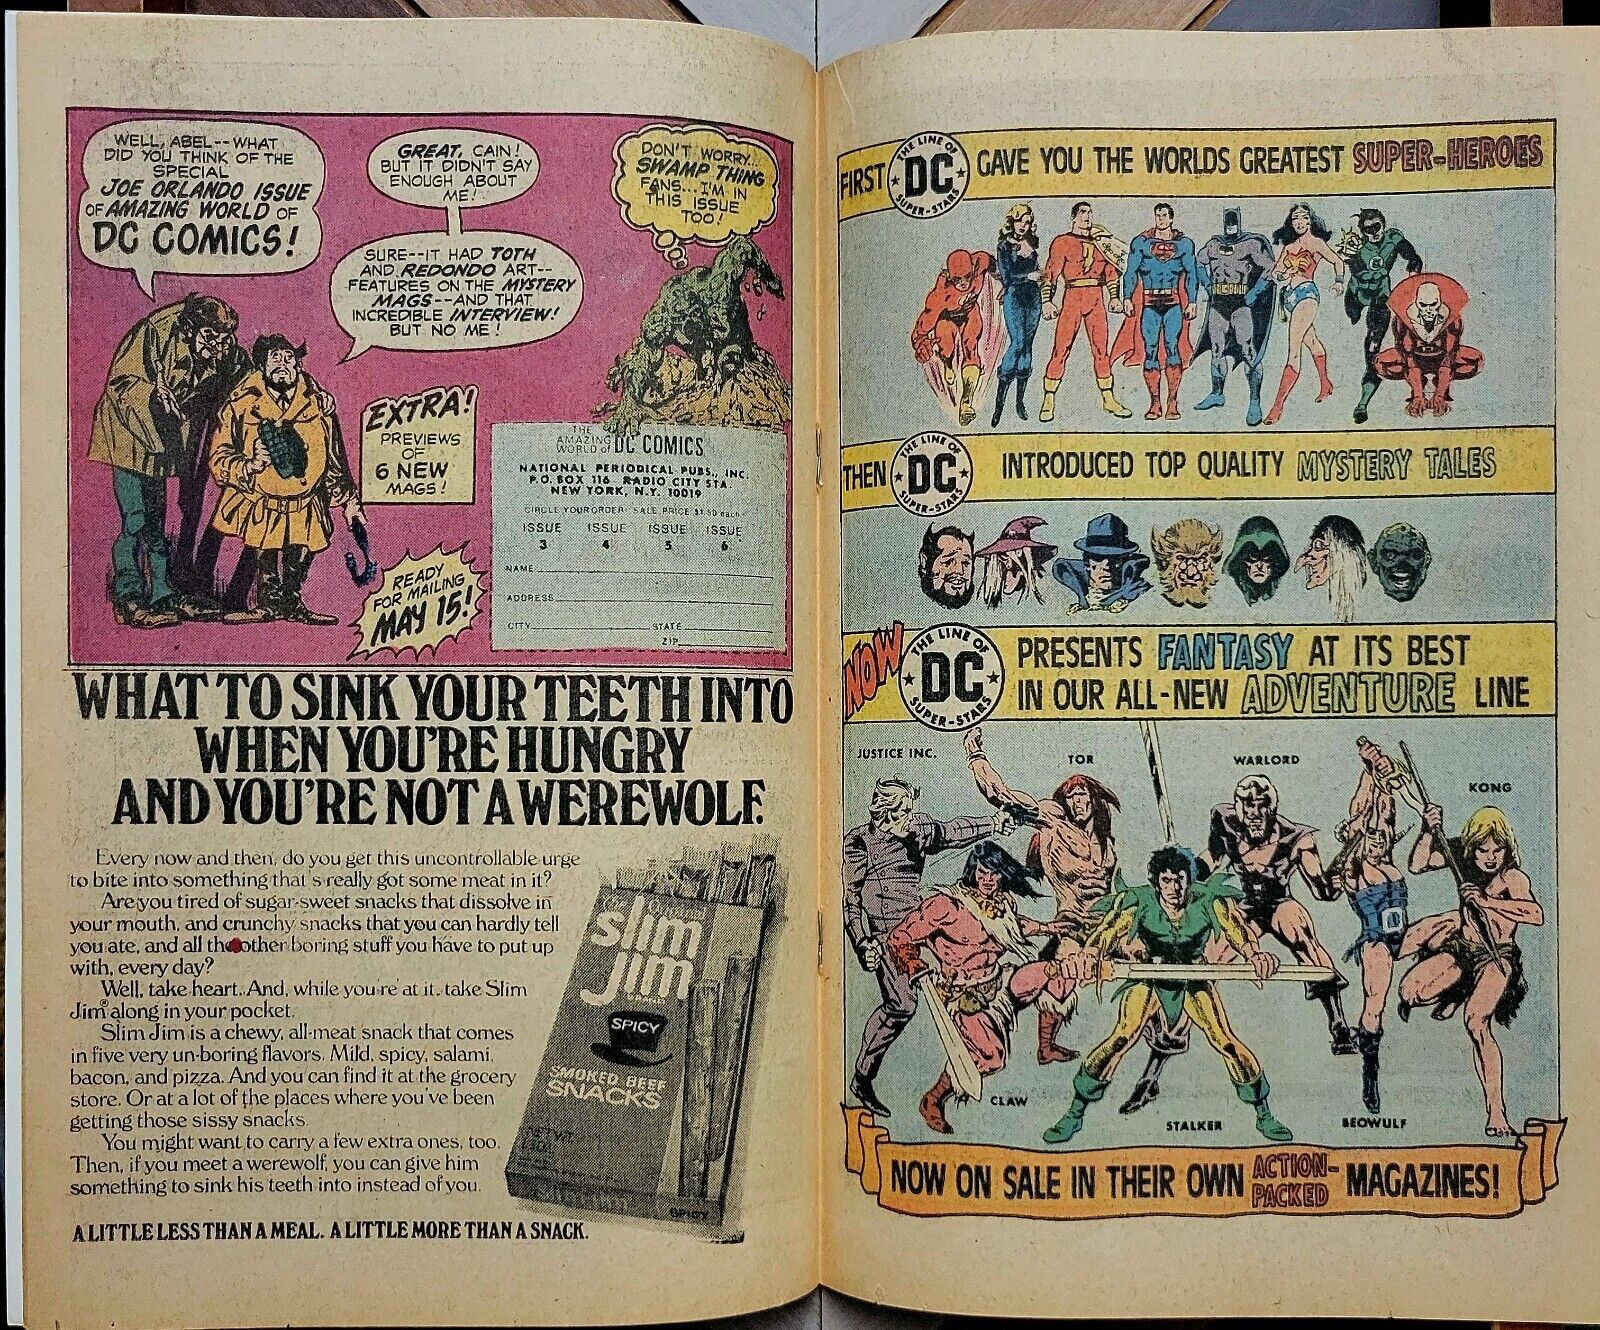 WELL, ABEL--WHAT
DID YOU THINK OF THE
SPECIAL
JOE ORLANDO ISSUE
OF AMAZING WORLD OF
DC COMICS!
GREAT, CAIN!
BUT IT DIDN'T SAY
ENOUGH ABOUT
ME!
SURE--IT HAD TOTH
AND REDONDO ART--
FEATURES ON THE MYSTERY
MAGS--AND THAT
INCREDIBLE INTERVIEW!
BUT NO ME!
DON'T WORRY...
SWAMP THING
FANS...I'M IN
THIS ISSUE
TOO!
EXTRA!
PREVIEWS
OF
6 NEW
MAGS!
READY
FOR MAILING
MAY 15!
THE
AMAZING
WORLD OF DC COMICS
NATIONAL PERIODICAL PUBS., INC.
P.O. BOX 116 RADIO CITY STA.
NEW YORK, N.Y. 10019
CIRCLE YOUR ORDER: SALE PRICE $1.50 each
ISSUE ISSUE ISSUE ISSUE
3 4 5 6
NAME
ADDRESS
CITY STATE
ZIP
WHAT TO SINK YOUR TEETH INTO
WHEN YOU'RE HUNGRY
AND YOU'RE NOT A WEREWOLF.
Every now and then, do you get this uncontrollable urge
to bite into something that's really got some meat in it?
Are you tired of sugar-sweet snacks that dissolve in
your mouth, and crunchy snacks that you can hardly tell
you ate, and all the other boring stuff you have to put up
with, every day?
Well, take heart. And, while you're at it, take Slim
Jim® along in your pocket.
Slim Jim is a chewy, all-meat snack that comes
in five very un-boring flavors. Mild, spicy, salami,
bacon, and pizza. And you can find it at the grocery
store. Or at a lot of the places where you've been
getting those sissy snacks.
You might want to carry a few extra ones, too.
Then, if you meet a werewolf, you can give him
something to sink his teeth into instead of you.
A LITTLE LESS THAN A MEAL. A LITTLE MORE THAN A SNACK.
slim
jim
SPICY
SMOKED BEEF
SNACKS
NET WT.
SPICY
FIRST THE LINE OF DC SUPER-STARS GAVE YOU THE WORLDS GREATEST SUPER-HEROES
THEN THE LINE OF DC SUPER-STARS INTRODUCED TOP QUALITY MYSTERY TALES
NOW THE LINE OF DC SUPER-STARS PRESENTS FANTASY AT ITS BEST
IN OUR ALL-NEW ADVENTURE LINE
JUSTICE INC.
TOR
WARLORD
KONG
CLAW
STALKER
BEOWULF
NOW ON SALE IN THEIR OWN ACTION-PACKED MAGAZINES!